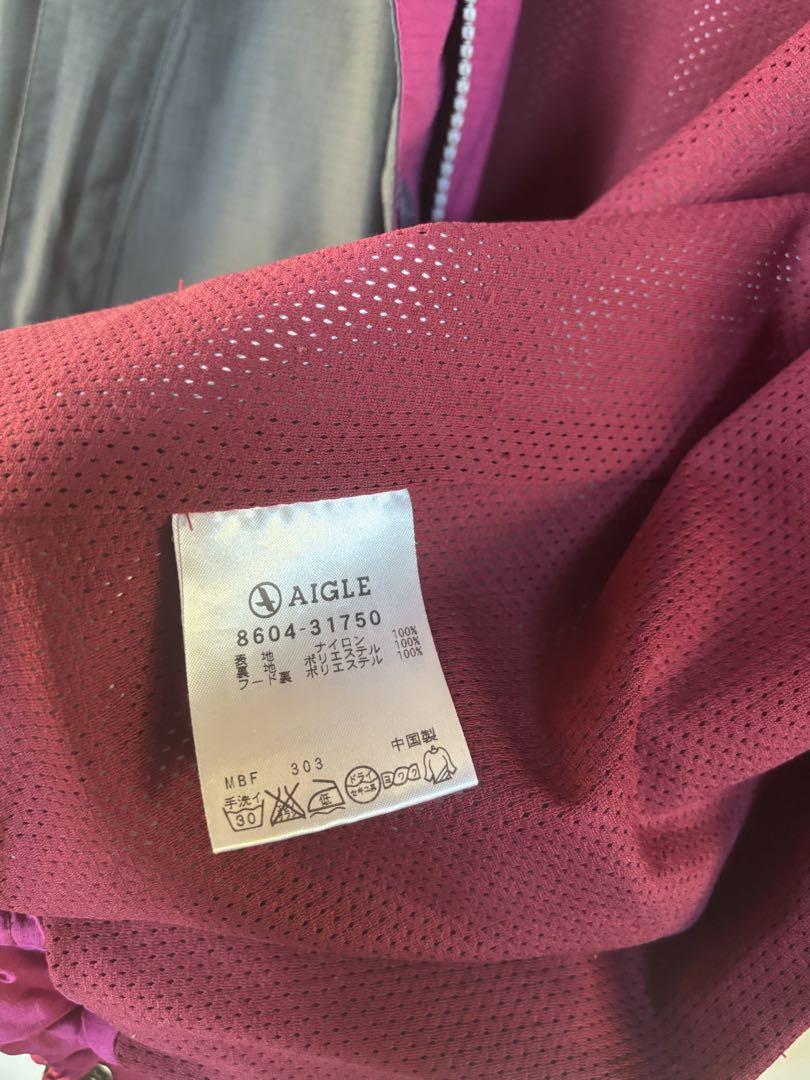 AIGLE
8604-31750
表 地 ナイロン 100%
裏 地 ポリエステル 100%
フード裏 ポリエステル 100%
中国製
MBF 303
手洗イ 30 低 ドライ セキユ系 ヨワク